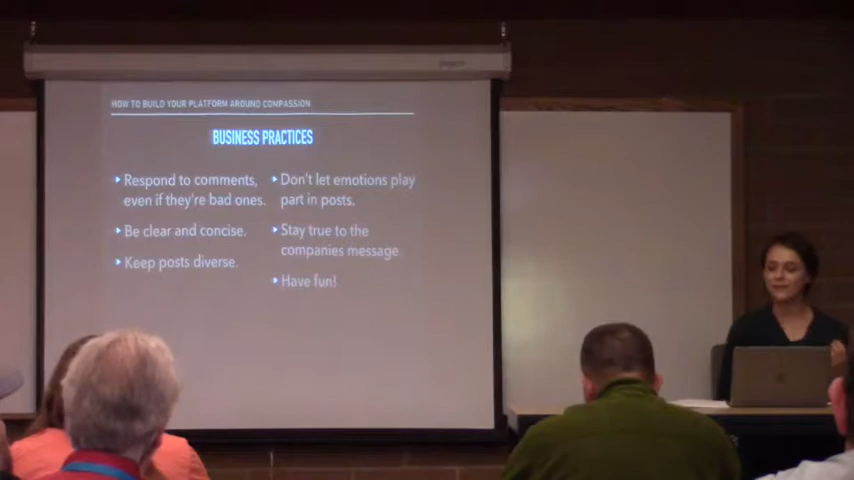 HOW TO BUILD YOUR PLATFORM AROUND COMPASSION
BUSINESS PRACTICES
Respond to comments,
even if they're bad ones.
Be clear and concise.
Keep posts diverse.
Don't let emotions play
part in posts.
Stay true to the
companies message
Have fun!